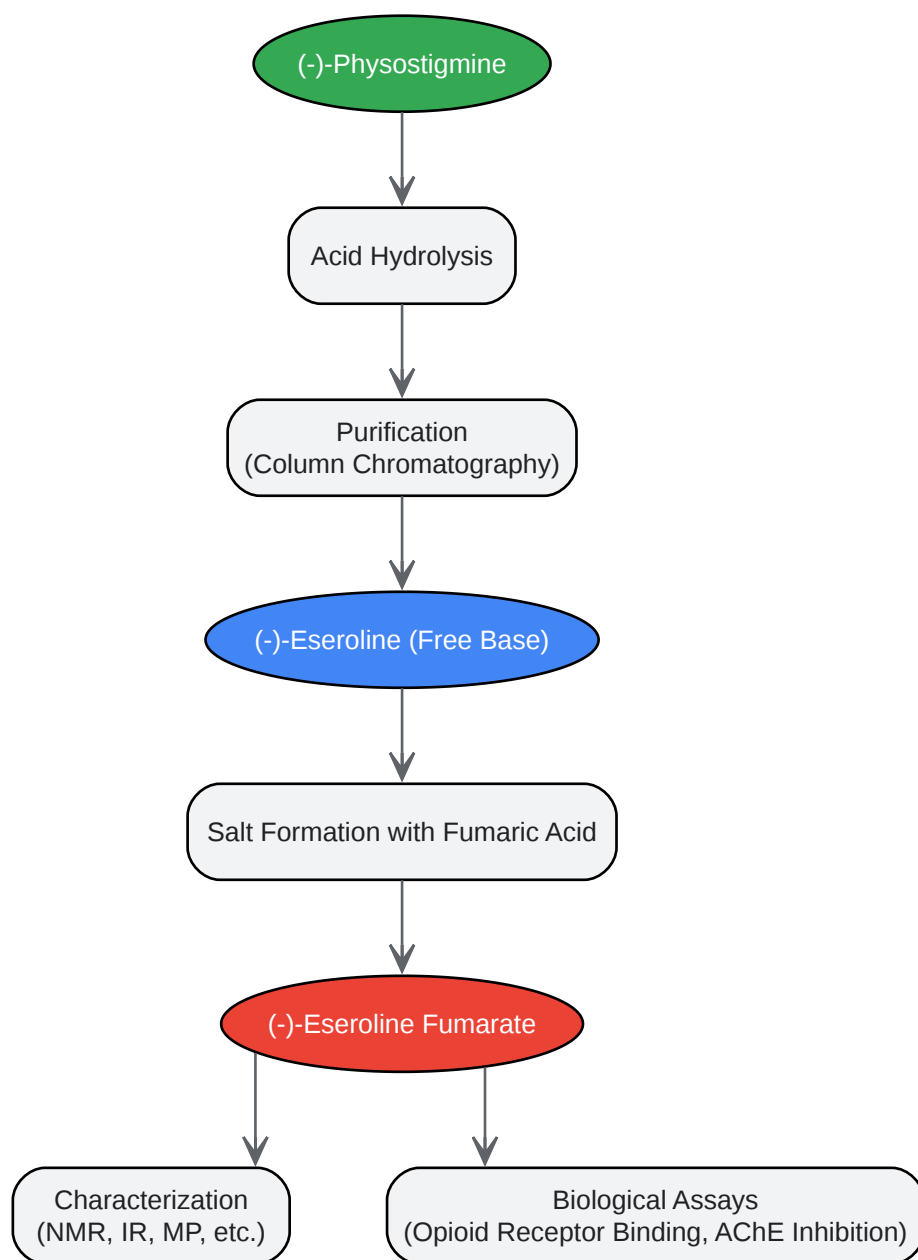 (-)-Physostigmine
Acid Hydrolysis
Purification
(Column Chromatography)
(-)-Eseroline (Free Base)
Salt Formation with Fumaric Acid
(-)-Eseroline Fumarate
Characterization
(NMR, IR, MP, etc.)
Biological Assays
(Opioid Receptor Binding, AChE Inhibition)